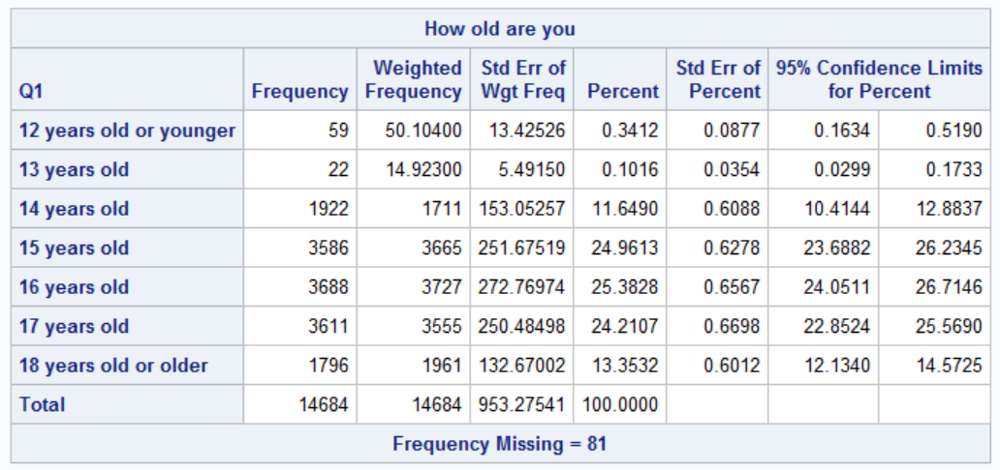 How old are you
Q1 Frequency Weighted Frequency Std Err of Wgt Freq Percent Std Err of Percent 95% Confidence Limits for Percent
12 years old or younger 59 50.10400 13.42526 0.3412 0.0877 0.1634 0.5190
13 years old 22 14.92300 5.49150 0.1016 0.0354 0.0299 0.1733
14 years old 1922 1711 153.05257 11.6490 0.6088 10.4144 12.8837
15 years old 3586 3665 251.67519 24.9613 0.6278 23.6882 26.2345
16 years old 3688 3727 272.76974 25.3828 0.6567 24.0511 26.7146
17 years old 3611 3555 250.48498 24.2107 0.6698 22.8524 25.5690
18 years old or older 1796 1961 132.67002 13.3532 0.6012 12.1340 14.5725
Total 14684 14684 953.27541 100.0000
Frequency Missing = 81